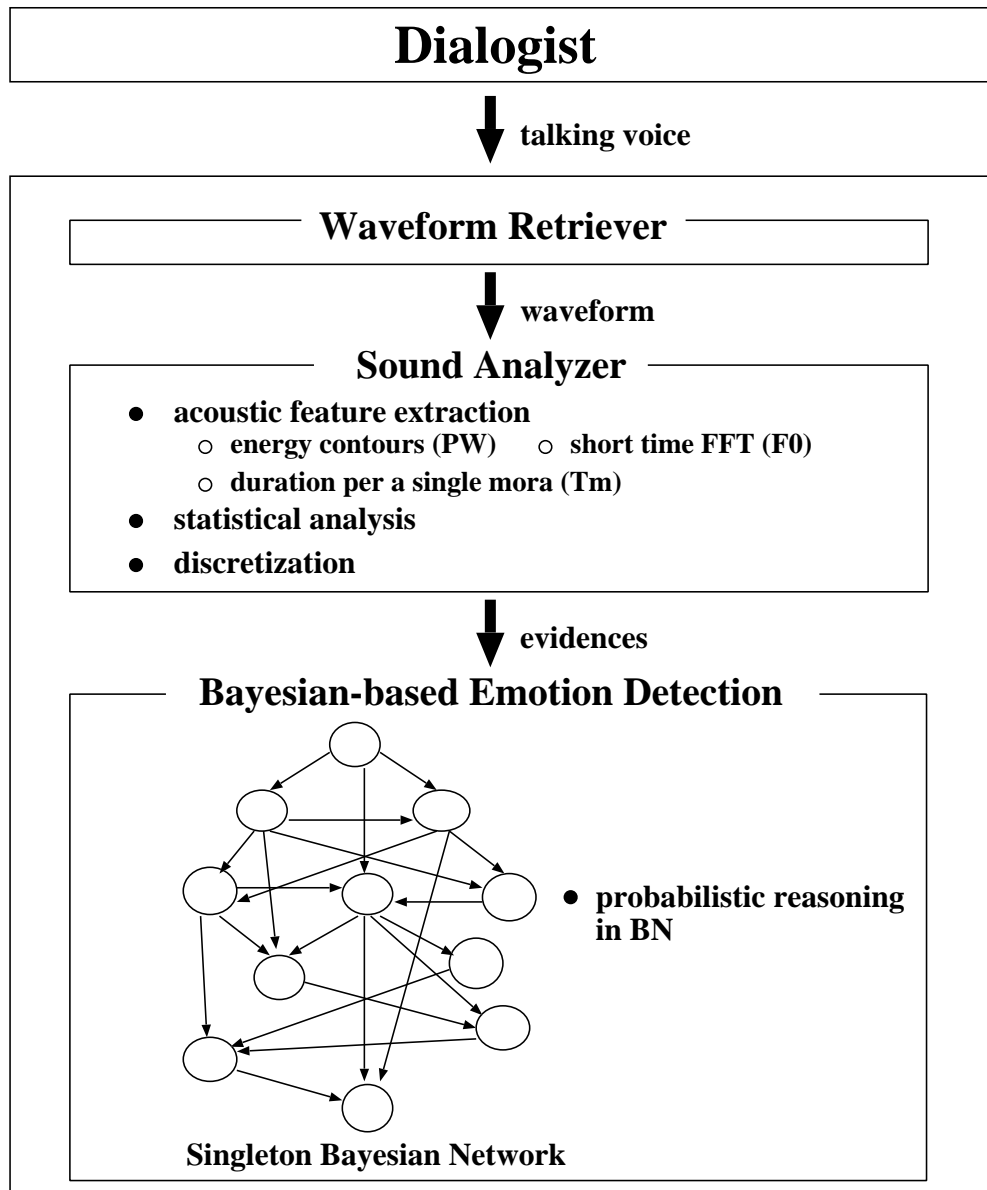 Dialogist
talking voice
Waveform Retriever
waveform
Sound Analyzer
● acoustic feature extraction
○ energy contours (PW) ○ short time FFT (F0)
○ duration per a single mora (Tm)
● statistical analysis
● discretization
evidences
Bayesian-based Emotion Detection
● probabilistic reasoning
in BN
Singleton Bayesian Network